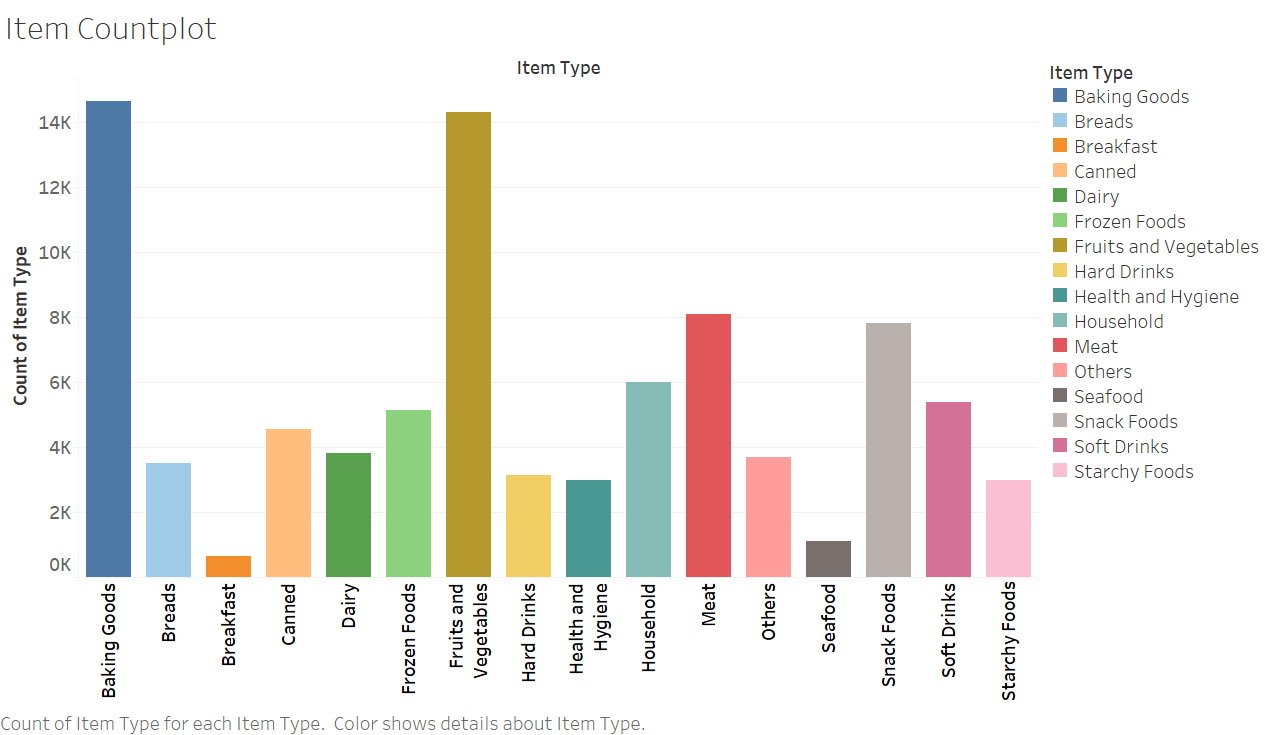 Item Countplot
Item Type
Count of Item Type
14K
12K
10K
8K
6K
4K
2K
0K
Baking Goods
Breads
Breakfast
Canned
Dairy
Frozen Foods
Fruits and
Vegetables
Hard Drinks
Health and
Hygiene
Household
Meat
Others
Seafood
Snack Foods
Soft Drinks
Starchy Foods
Item Type
Baking Goods
Breads
Breakfast
Canned
Dairy
Frozen Foods
Fruits and Vegetables
Hard Drinks
Health and Hygiene
Household
Meat
Others
Seafood
Snack Foods
Soft Drinks
Starchy Foods
Count of Item Type for each Item Type. Color shows details about Item Type.